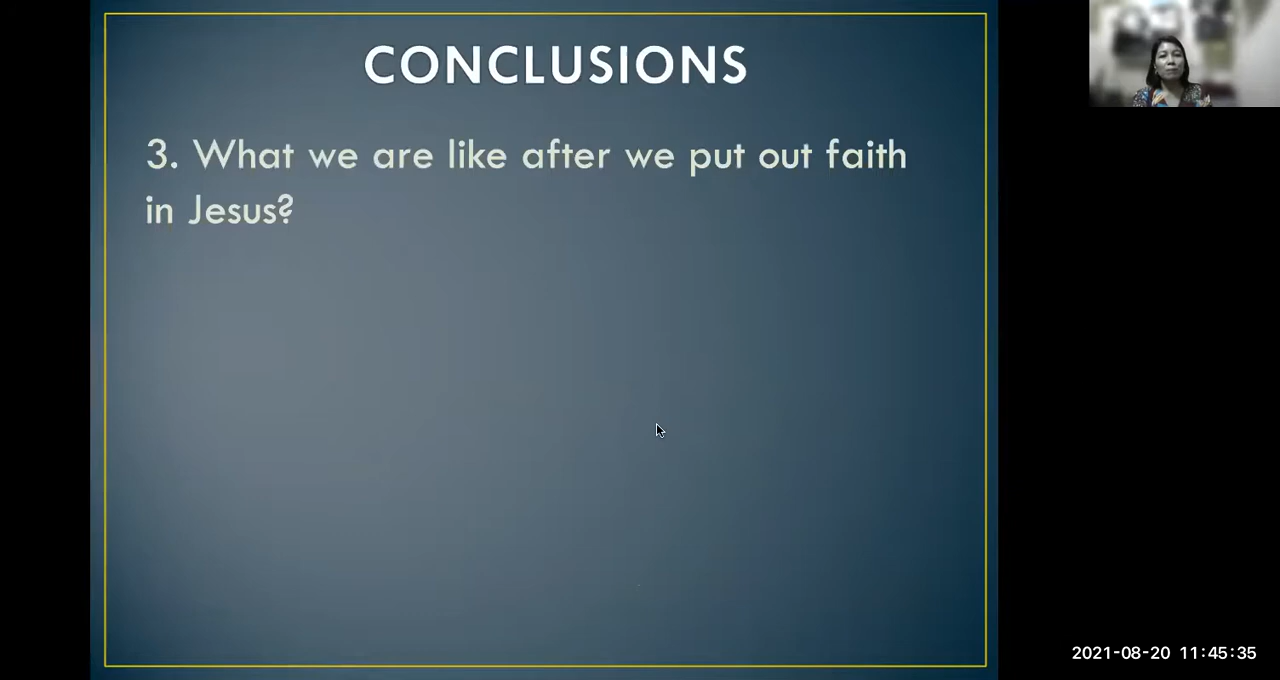 CONCLUSIONS
3. What we are like after we put out faith
in Jesus?
2021-08-20 11:45:35